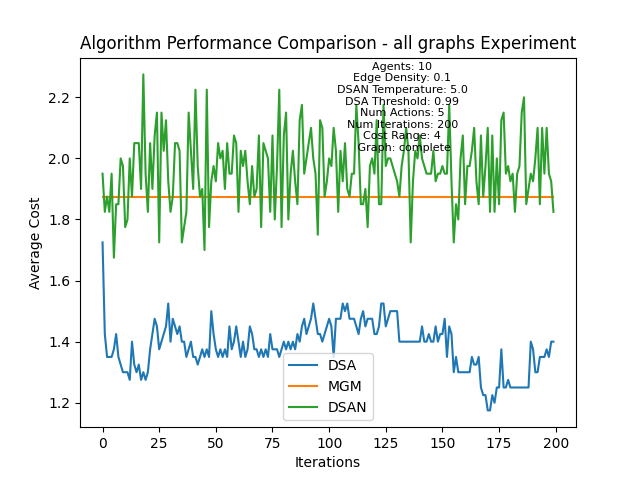 Algorithm Performance Comparison - all graphs Experiment
Agents: 10
Edge Density: 0.1
DSAN Temperature: 5.0
DSA Threshold: 0.99
Num Actions: 5
Num Iterations: 200
Cost Range: 4
Graph: complete
Average Cost
2.2
2.0
1.8
1.6
1.4
1.2
DSA
MGM
DSAN
0 25 50 75 100 125 150 175 200
Iterations